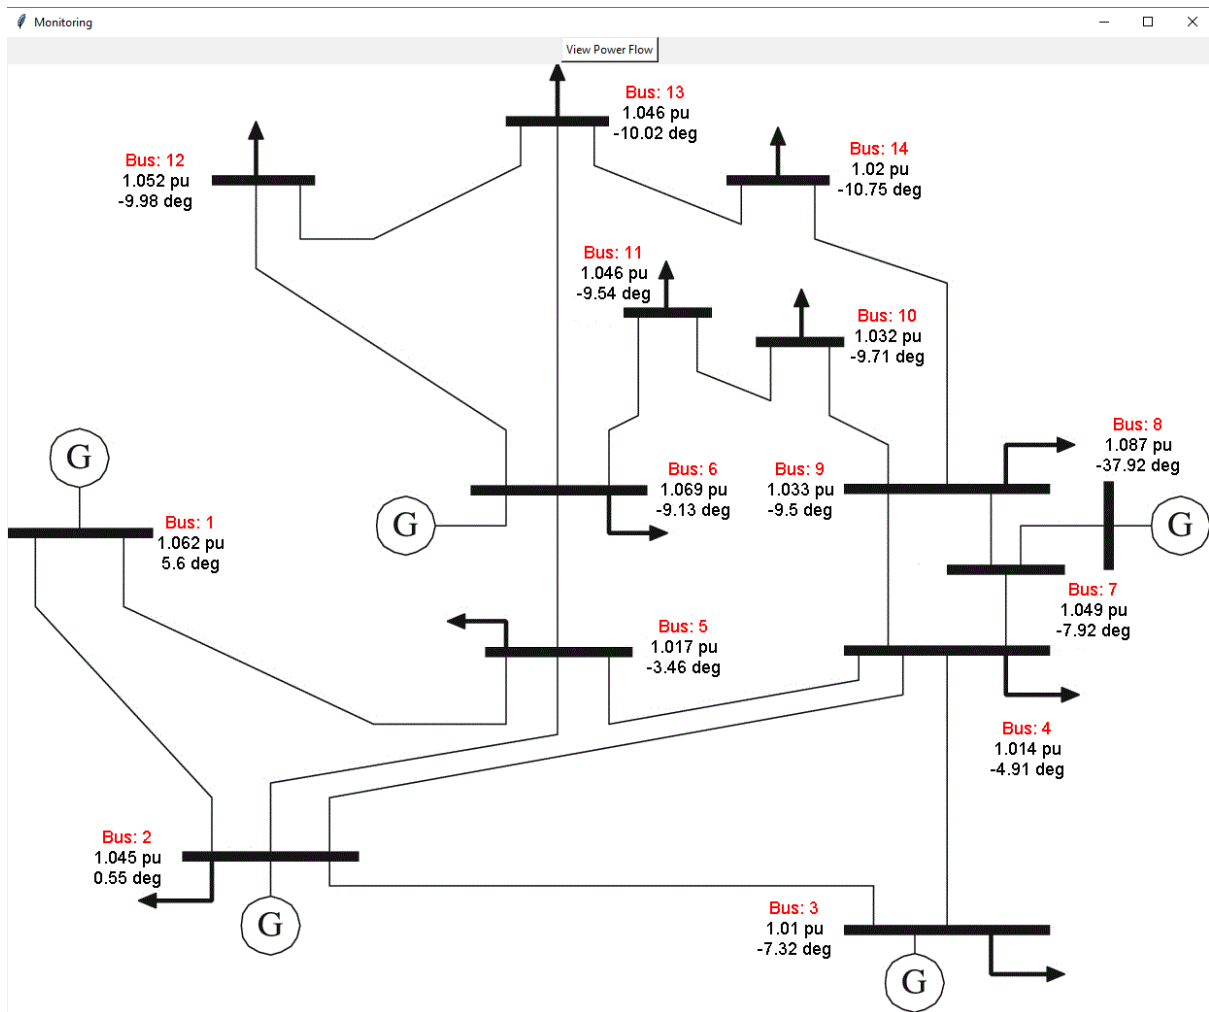 Monitoring
View Power Flow
Bus: 13
1.046 pu
-10.02 deg
Bus: 12
1.052 pu
-9.98 deg
Bus: 14
1.02 pu
-10.75 deg
Bus: 11
1.046 pu
-9.54 deg
Bus: 10
1.032 pu
-9.71 deg
Bus: 8
1.087 pu
-37.92 deg
G
Bus: 6
1.069 pu
-9.13 deg
Bus: 9
1.033 pu
-9.5 deg
G
G
Bus: 1
1.062 pu
5.6 deg
Bus: 7
1.049 pu
-7.92 deg
Bus: 5
1.017 pu
-3.46 deg
Bus: 4
1.014 pu
-4.91 deg
Bus: 2
1.045 pu
0.55 deg
G
Bus: 3
1.01 pu
-7.32 deg
G